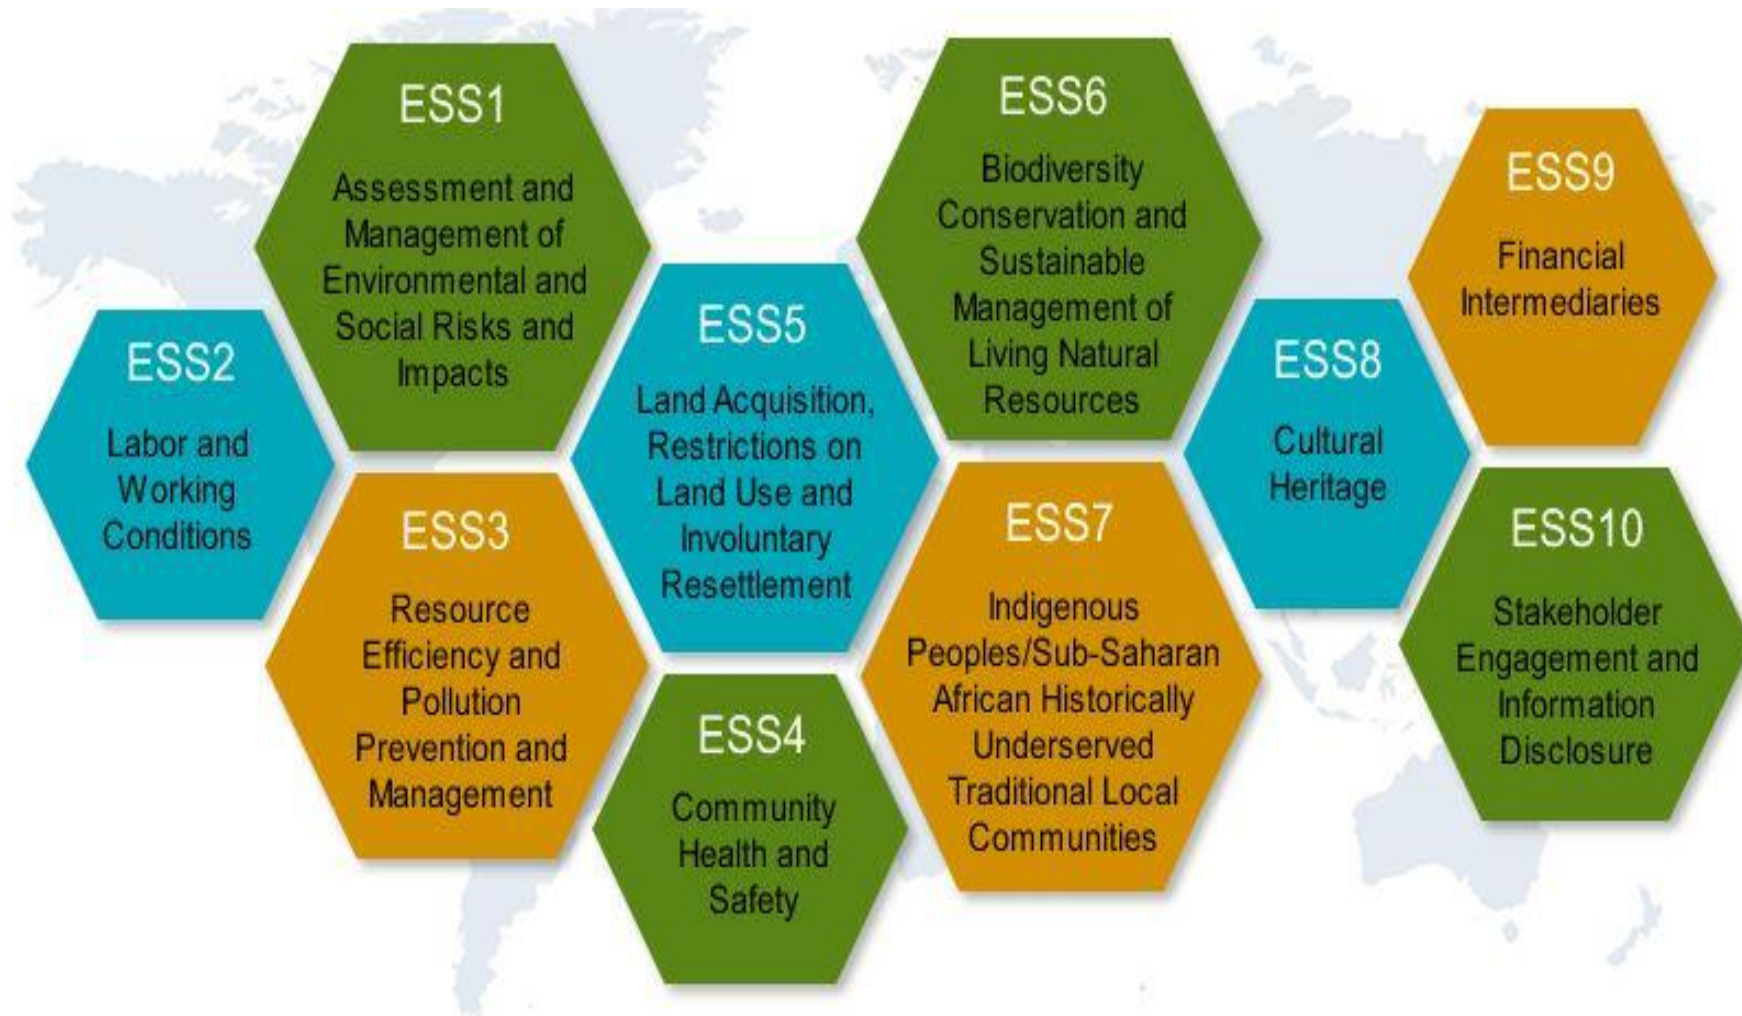 ESS1
Assessment and
Management of
Environmental and
Social Risks and
Impacts
ESS2
Labor and
Working
Conditions
ESS3
Resource
Efficiency and
Pollution
Prevention and
Management
ESS4
Community
Health and
Safety
ESS5
Land Acquisition,
Restrictions on
Land Use and
Involuntary
Resettlement
ESS6
Biodiversity
Conservation and
Sustainable
Management of
Living Natural
Resources
ESS7
Indigenous
Peoples/Sub-Saharan
African Historically
Underserved
Traditional Local
Communities
ESS8
Cultural
Heritage
ESS9
Financial
Intermediaries
ESS10
Stakeholder
Engagement and
Information
Disclosure